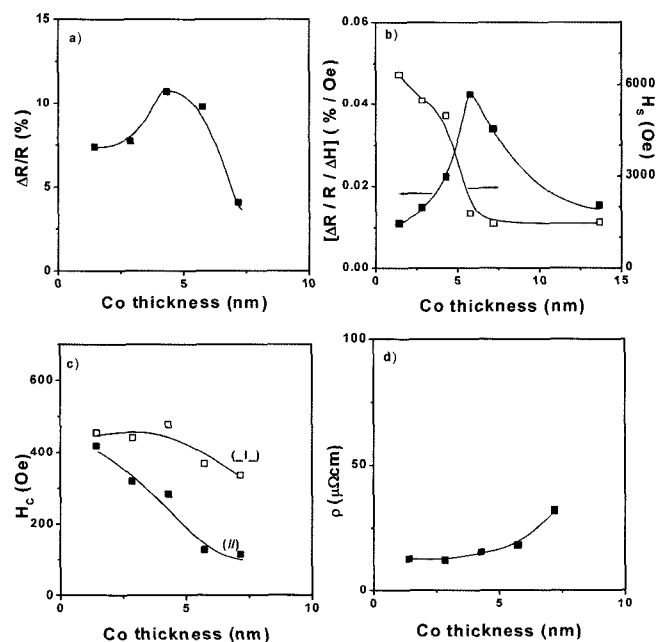 a)
15
10
5
0
ΔR/R (%)
0 5 10
Co thickness (nm)
b)
0.06
0.04
0.02
0.00
[ΔR / R / ΔH] ( % / Oe)
6000
3000
0
H_S (Oe)
0 5 10 15
Co thickness (nm)
c)
600
400
200
0
H_C (Oe)
(_I_)
(//)
0 5 10
Co thickness (nm)
d)
100
50
0
ρ (μΩcm)
0 5 10
Co thickness (nm)